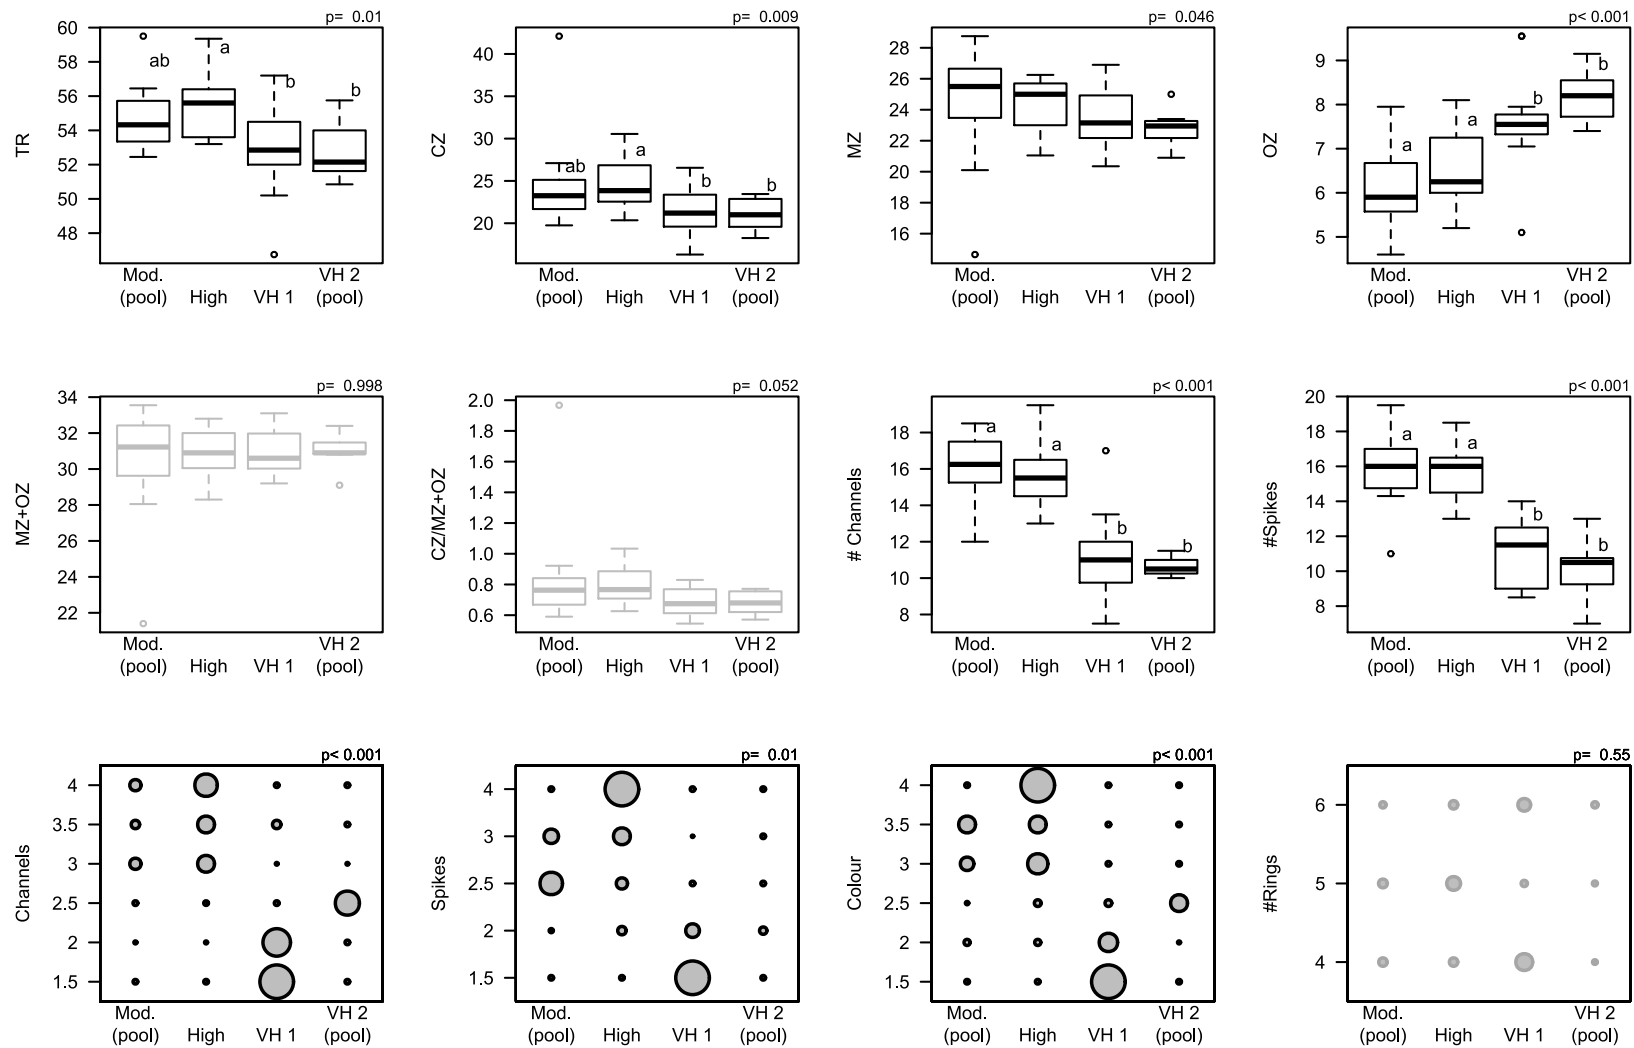 p= 0.01
TR
60
58
56
54
52
50
48
ab
a
b
b
Mod. (pool)
High
VH 1
VH 2 (pool)
p= 0.009
CZ
40
35
30
25
20
ab
a
b
b
Mod. (pool)
High
VH 1
VH 2 (pool)
p= 0.046
MZ
28
26
24
22
20
18
16
Mod. (pool)
High
VH 1
VH 2 (pool)
p< 0.001
OZ
9
8
7
6
5
a
a
b
b
Mod. (pool)
High
VH 1
VH 2 (pool)
p= 0.998
MZ+OZ
34
32
30
28
26
24
22
Mod. (pool)
High
VH 1
VH 2 (pool)
p= 0.052
CZ/MZ+OZ
2.0
1.8
1.6
1.4
1.2
1.0
0.8
0.6
Mod. (pool)
High
VH 1
VH 2 (pool)
p< 0.001
# Channels
18
16
14
12
10
8
a
a
b
b
Mod. (pool)
High
VH 1
VH 2 (pool)
p< 0.001
#Spikes
20
18
16
14
12
10
8
a
a
b
b
Mod. (pool)
High
VH 1
VH 2 (pool)
p< 0.001
Channels
4
3.5
3
2.5
2
1.5
Mod. (pool)
High
VH 1
VH 2 (pool)
p= 0.01
Spikes
4
3
2.5
2
1.5
Mod. (pool)
High
VH 1
VH 2 (pool)
p< 0.001
Colour
4
3.5
3
2.5
2
1.5
Mod. (pool)
High
VH 1
VH 2 (pool)
p= 0.55
#Rings
6
5
4
Mod. (pool)
High
VH 1
VH 2 (pool)